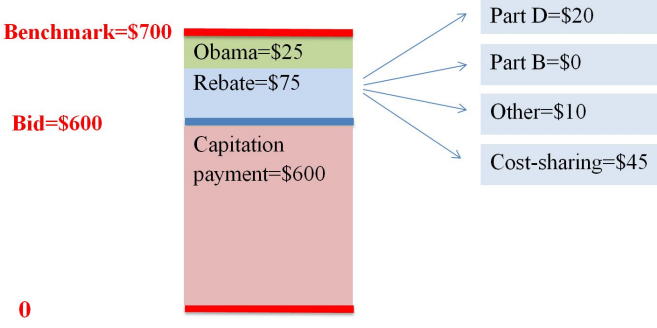 Benchmark=$700
Obama=$25
Rebate=$75
Bid=$600
Capitation
payment=$600
0
Part D=$20
Part B=$0
Other=$10
Cost-sharing=$45